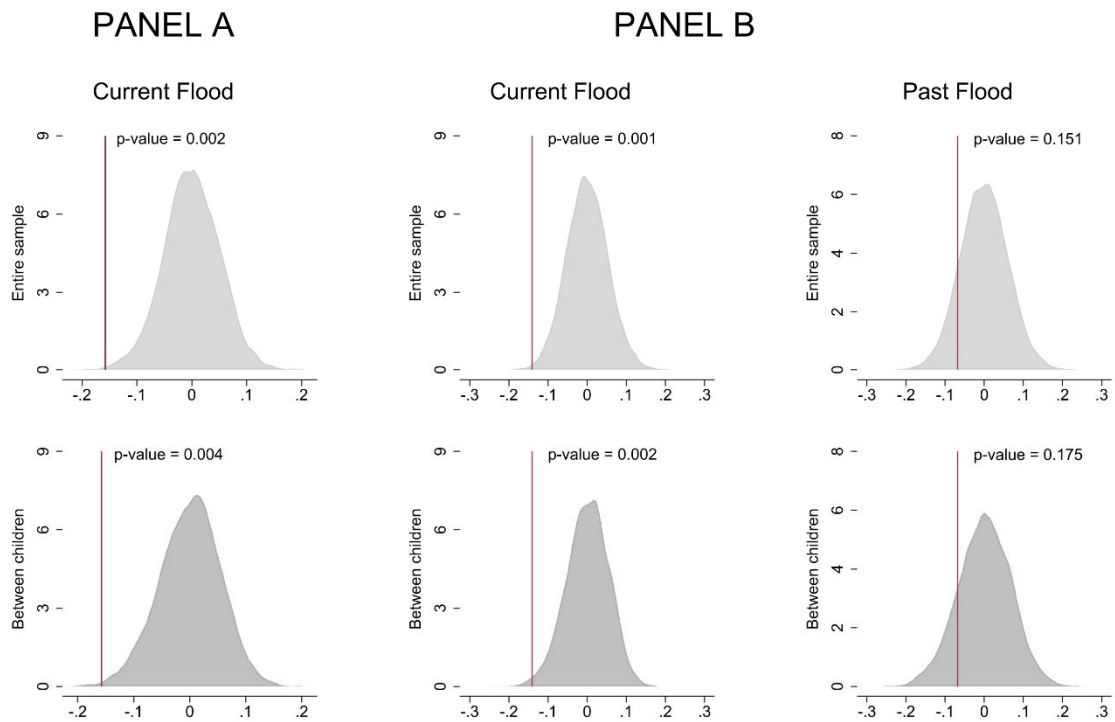 PANEL A
PANEL B
Current Flood
Current Flood
Past Flood
p-value = 0.002
Entire sample
9
6
3
0
-.2 -.1 0 .1 .2
p-value = 0.001
Entire sample
9
6
3
0
-.3 -.2 -.1 0 .1 .2 .3
p-value = 0.151
Entire sample
8
6
4
2
0
-.3 -.2 -.1 0 .1 .2 .3
p-value = 0.004
Between children
9
6
3
0
-.2 -.1 0 .1 .2
p-value = 0.002
Between children
9
6
3
0
-.3 -.2 -.1 0 .1 .2 .3
p-value = 0.175
Between children
8
6
4
2
0
-.3 -.2 -.1 0 .1 .2 .3